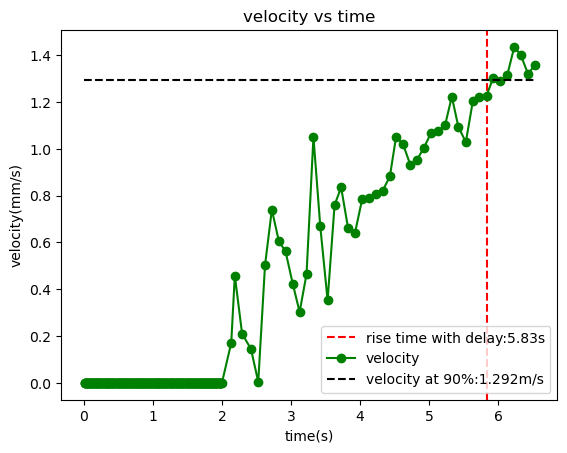 velocity vs time
velocity(mm/s)
1.4
1.2
1.0
0.8
0.6
0.4
0.2
0.0
rise time with delay:5.83s
velocity
velocity at 90%:1.292m/s
0 1 2 3 4 5 6
time(s)